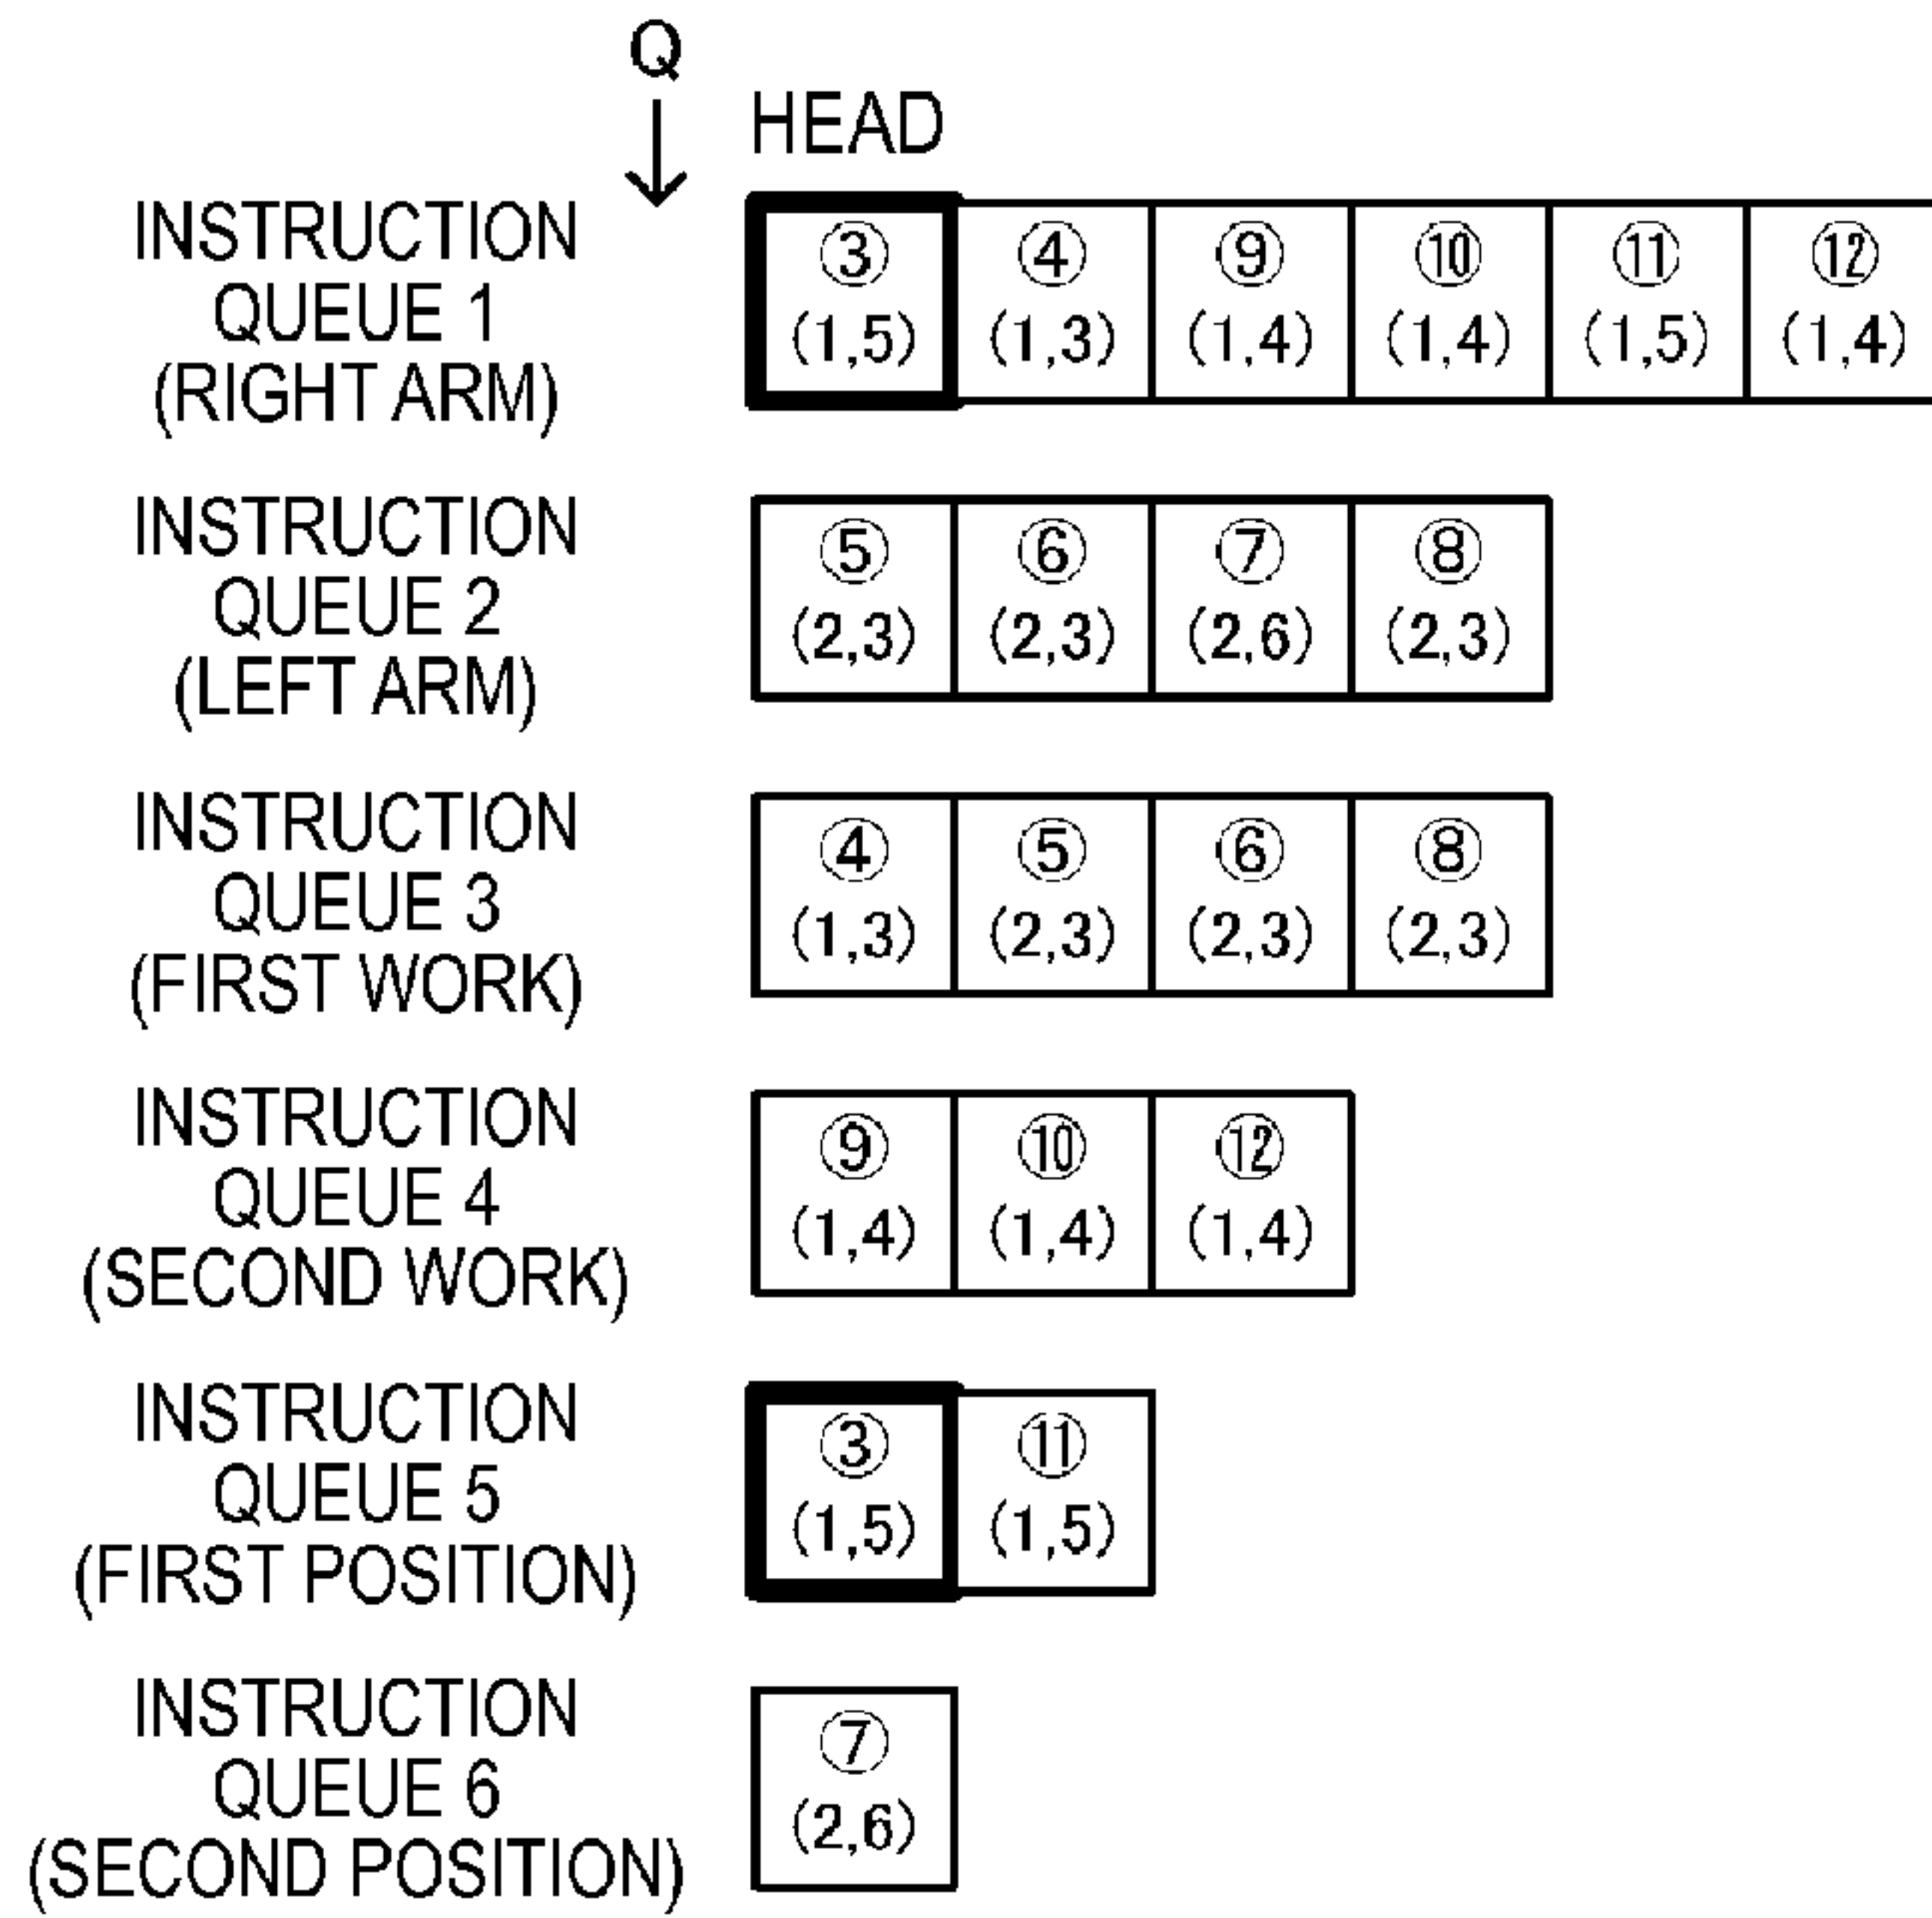 Q
HEAD
INSTRUCTION
QUEUE 1
(RIGHT ARM)
③ ④ ⑨ ⑩ ⑪ ⑫
(1,5) (1,3) (1,4) (1,4) (1,5) (1,4)
INSTRUCTION
QUEUE 2
(LEFT ARM)
⑤ ⑥ ⑦ ⑧
(2,3) (2,3) (2,6) (2,3)
INSTRUCTION
QUEUE 3
(FIRST WORK)
④ ⑤ ⑥ ⑧
(1,3) (2,3) (2,3) (2,3)
INSTRUCTION
QUEUE 4
(SECOND WORK)
⑨ ⑩ ⑫
(1,4) (1,4) (1,4)
INSTRUCTION
QUEUE 5
(FIRST POSITION)
③ ⑪
(1,5) (1,5)
INSTRUCTION
QUEUE 6
(SECOND POSITION)
⑦
(2,6)